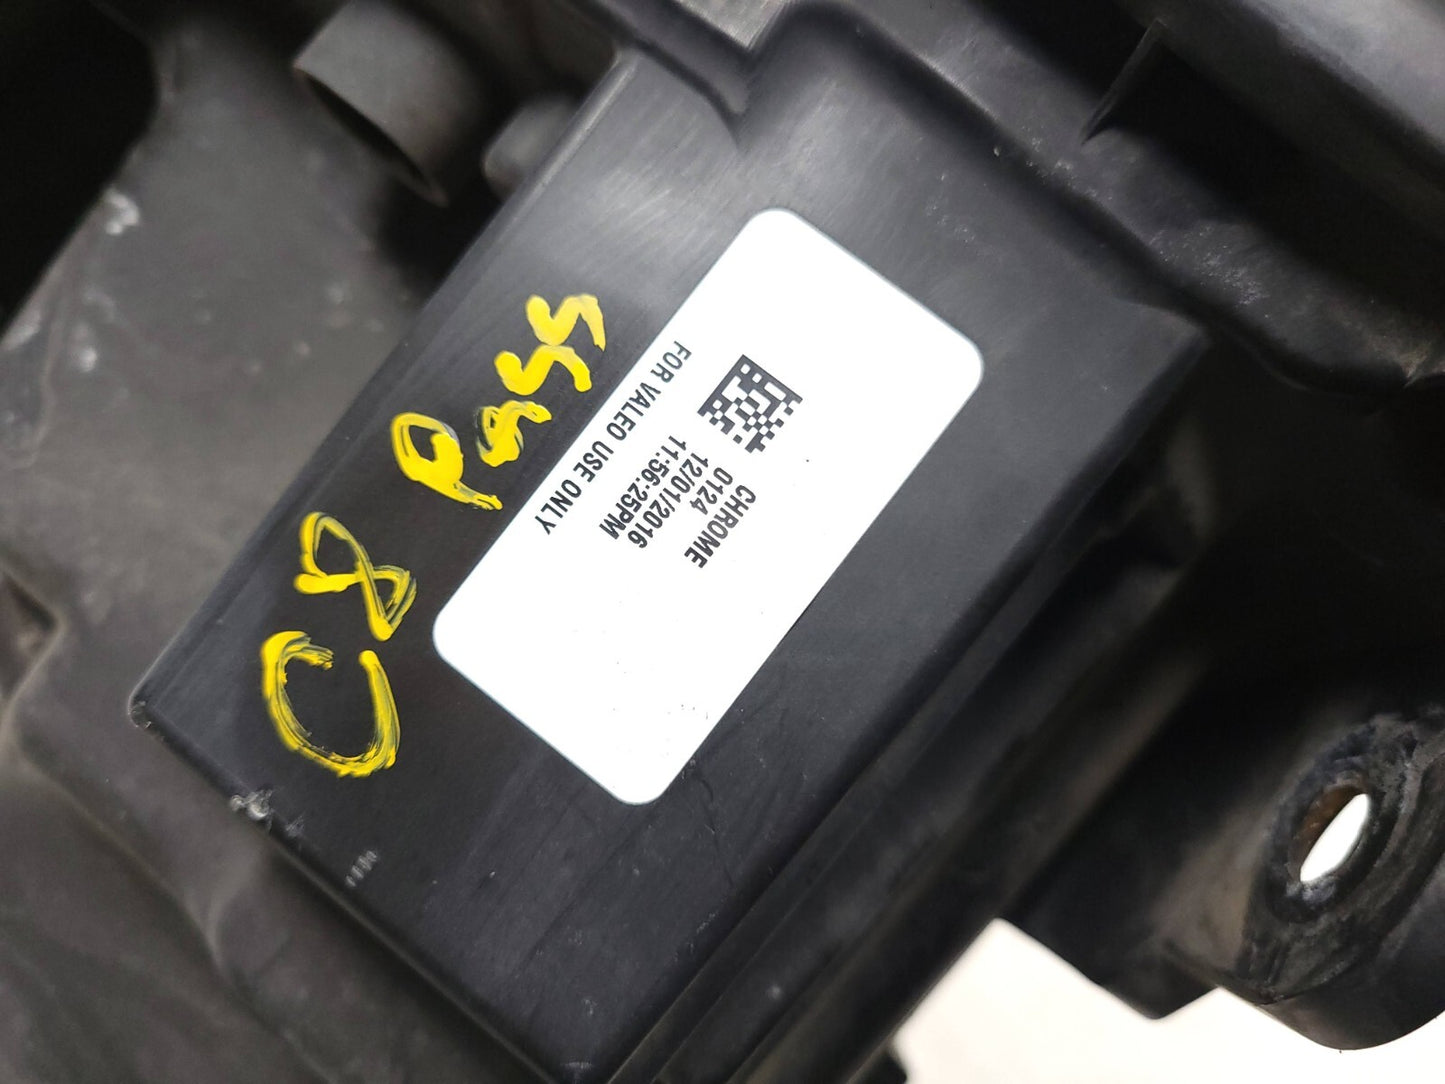 C8 Pass
CHROME
0124
12/01/2016
11:56:25PM
FOR VALEO USE ONLY